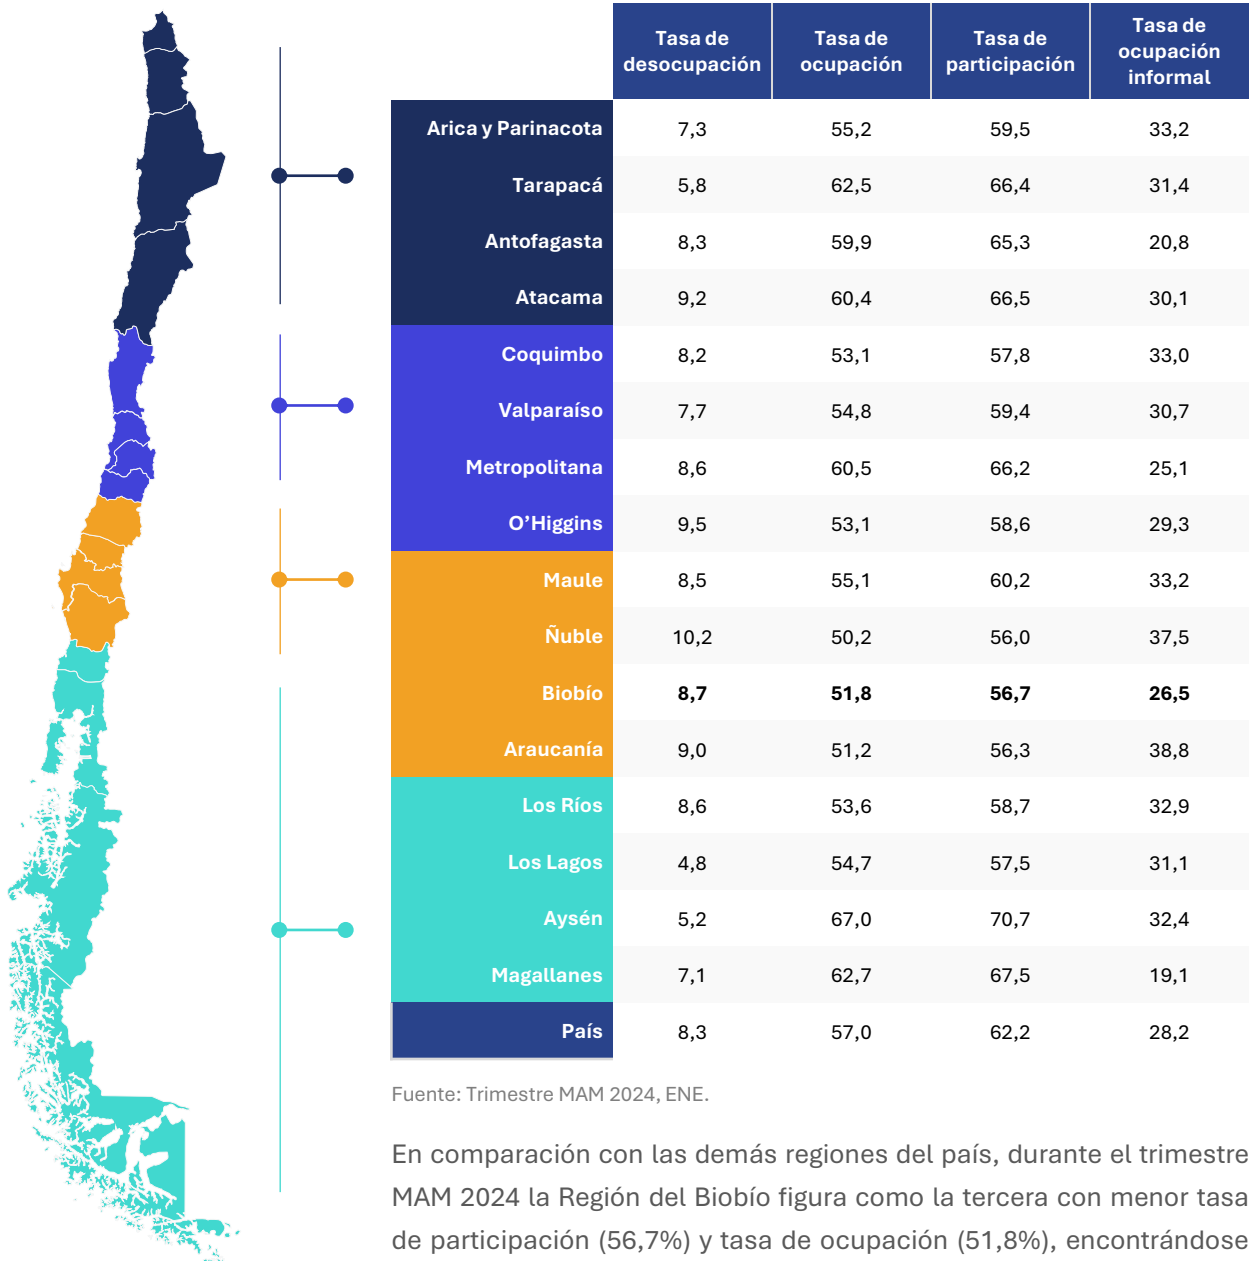 Tasa de desocupación Tasa de ocupación Tasa de participación Tasa de ocupación informal
Arica y Parinacota 7,3 55,2 59,5 33,2
Tarapacá 5,8 62,5 66,4 31,4
Antofagasta 8,3 59,9 65,3 20,8
Atacama 9,2 60,4 66,5 30,1
Coquimbo 8,2 53,1 57,8 33,0
Valparaíso 7,7 54,8 59,4 30,7
Metropolitana 8,6 60,5 66,2 25,1
O’Higgins 9,5 53,1 58,6 29,3
Maule 8,5 55,1 60,2 33,2
Ñuble 10,2 50,2 56,0 37,5
Biobío 8,7 51,8 56,7 26,5
Araucanía 9,0 51,2 56,3 38,8
Los Ríos 8,6 53,6 58,7 32,9
Los Lagos 4,8 54,7 57,5 31,1
Aysén 5,2 67,0 70,7 32,4
Magallanes 7,1 62,7 67,5 19,1
País 8,3 57,0 62,2 28,2
Fuente: Trimestre MAM 2024, ENE.
En comparación con las demás regiones del país, durante el trimestre
MAM 2024 la Región del Biobío figura como la tercera con menor tasa
de participación (56,7%) y tasa de ocupación (51,8%), encontrándose